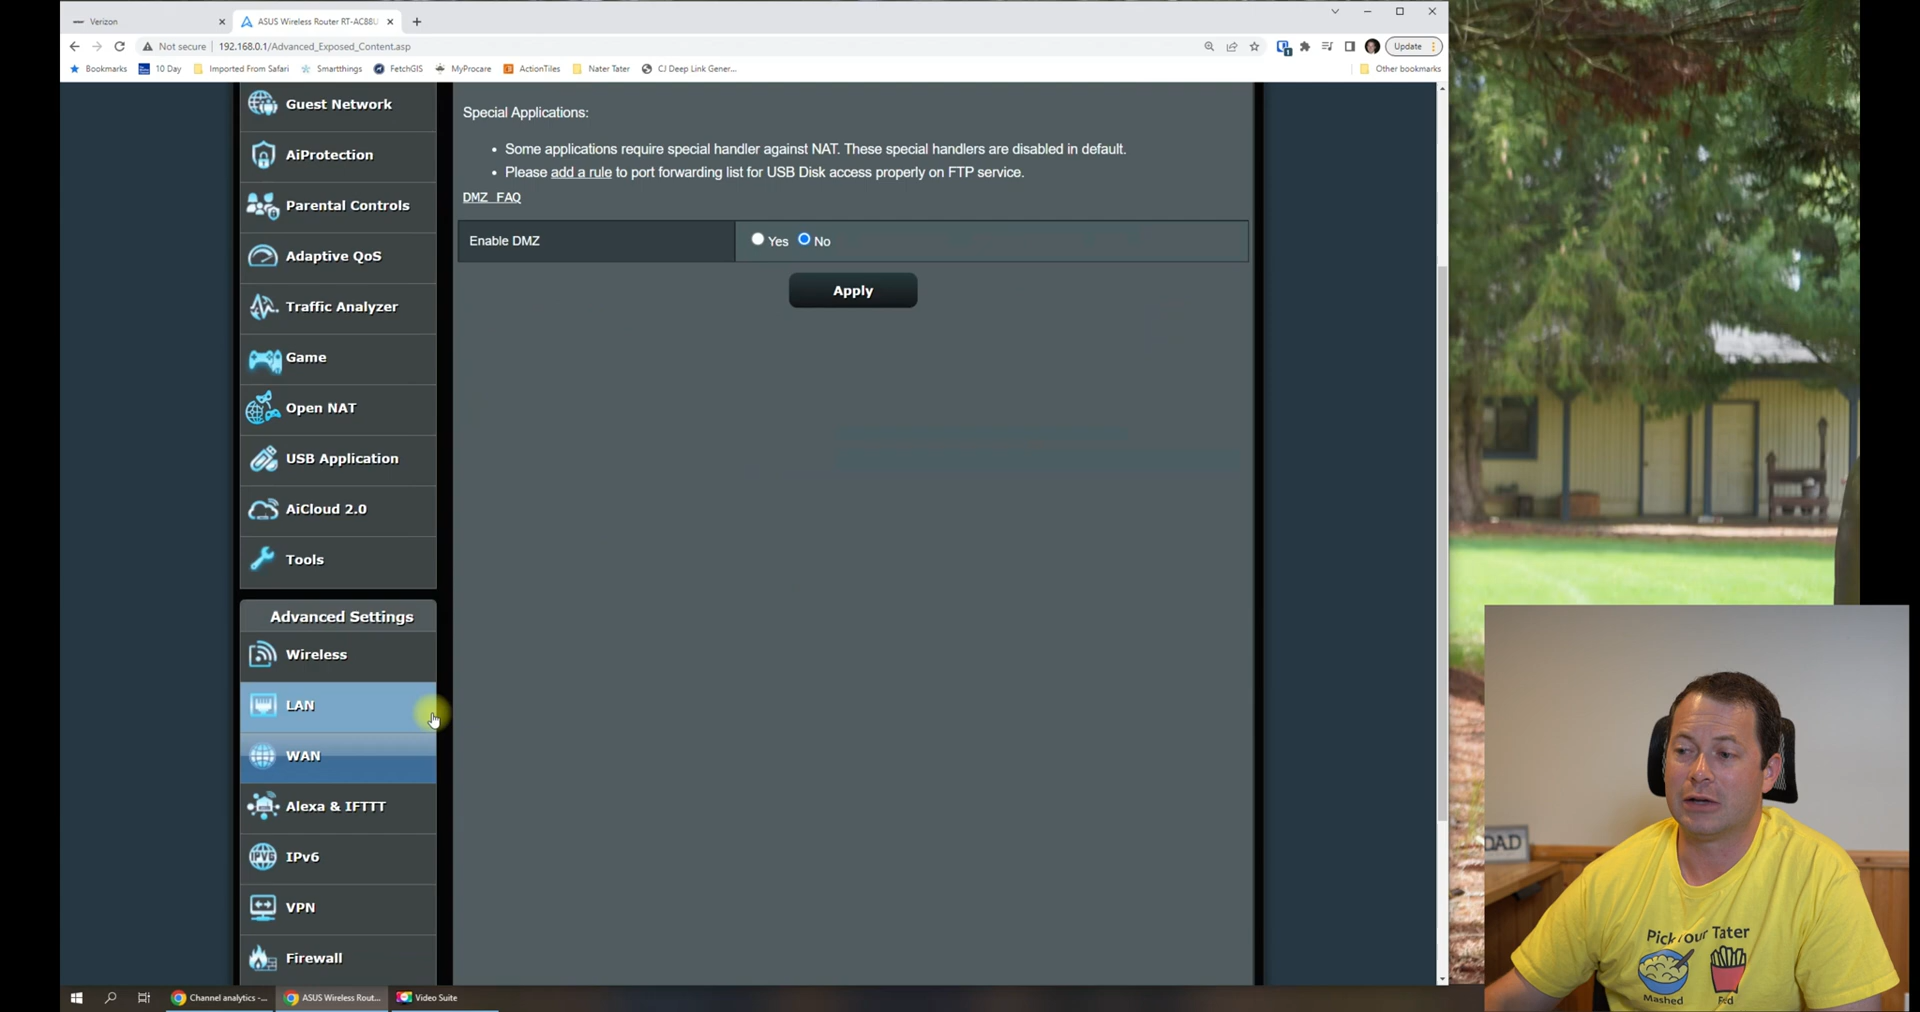 Verizon
ASUS Wireless Router RT-AC88U
Not secure
192.168.0.1/Advanced_Exposed_Content.asp
Update
Bookmarks
10 Day
Imported From Safari
Smartthings
FetchGIS
MyProcare
ActionTiles
Nater Tater
CJ Deep Link Gener...
Other bookmarks
Guest Network
AiProtection
Parental Controls
Adaptive QoS
Traffic Analyzer
Game
Open NAT
USB Application
AiCloud 2.0
Tools
Advanced Settings
Wireless
LAN
WAN
Alexa & IFTTT
IPv6
VPN
Firewall
Special Applications:
• Some applications require special handler against NAT. These special handlers are disabled in default.
• Please add a rule to port forwarding list for USB Disk access properly on FTP service.
DMZ FAQ
Enable DMZ
Yes
No
Apply
Channel analytics -...
ASUS Wireless Rout...
Video Suite
DAD
Pick Your Tater
Mashed